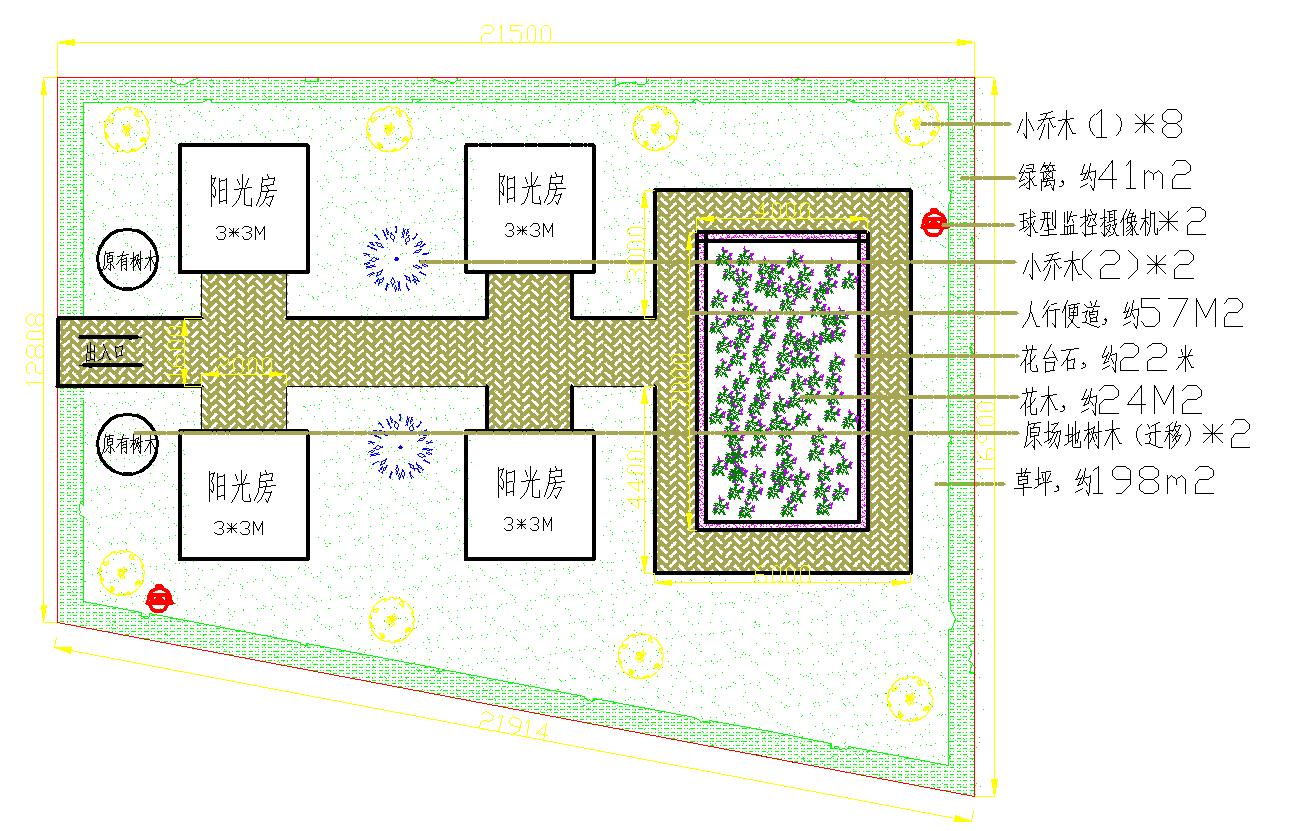 21500
小乔木（1）*8
绿篱，约41m2
阳光房
3*3M
阳光房
3*3M
球型监控摄像机*2
原有树木
小乔木(2)*2
人行便道，约57M2
12808
出入口
花台石，约22米
花木，约24M2
原有树木
原场地树木（迁移）*2
4400
草坪，约198m2
阳光房
3*3M
阳光房
3*3M
6000
21914